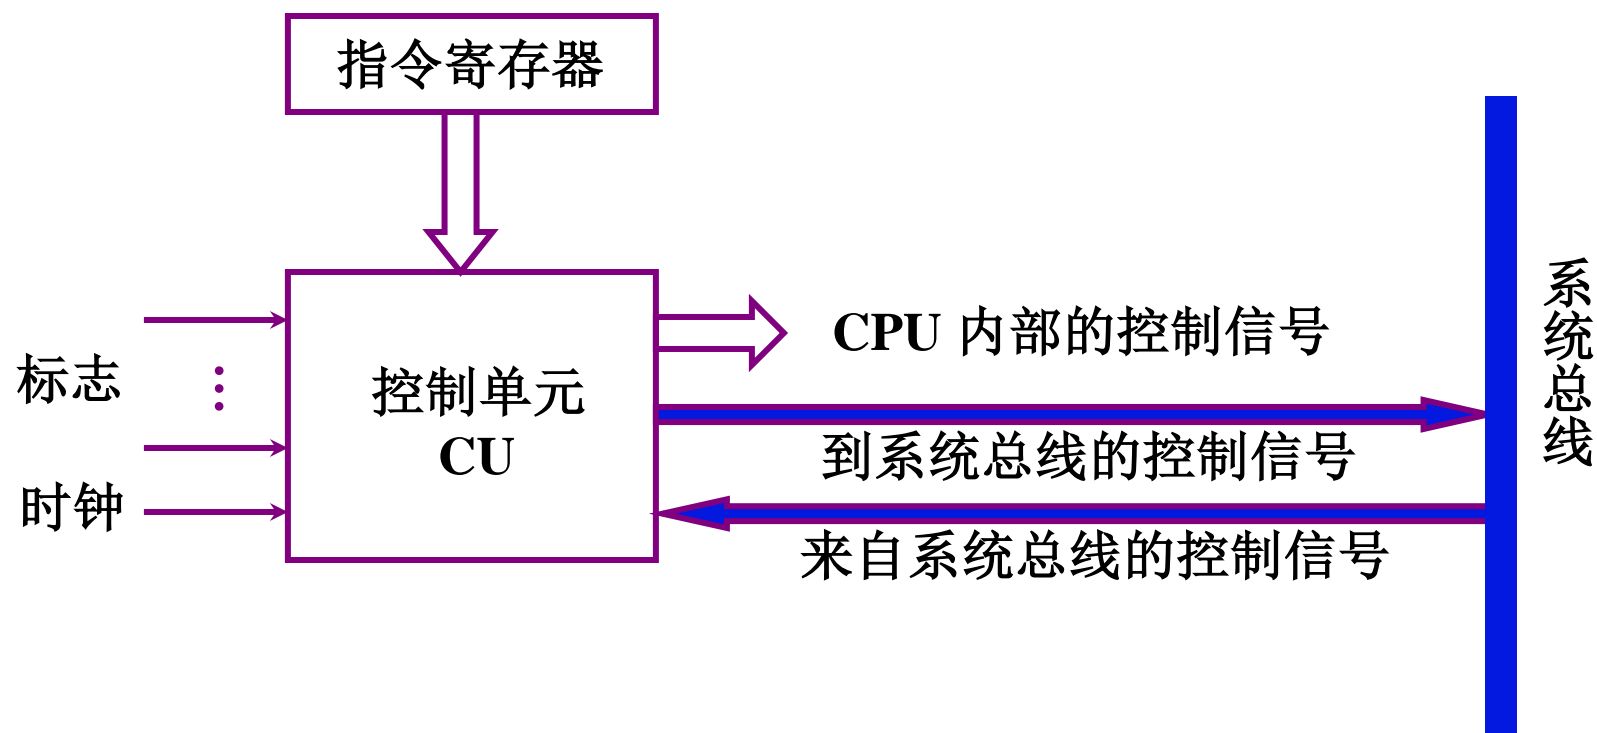 指令寄存器
CPU 内部的控制信号
标志
控制单元
CU
到系统总线的控制信号
时钟
来自系统总线的控制信号
系统总线